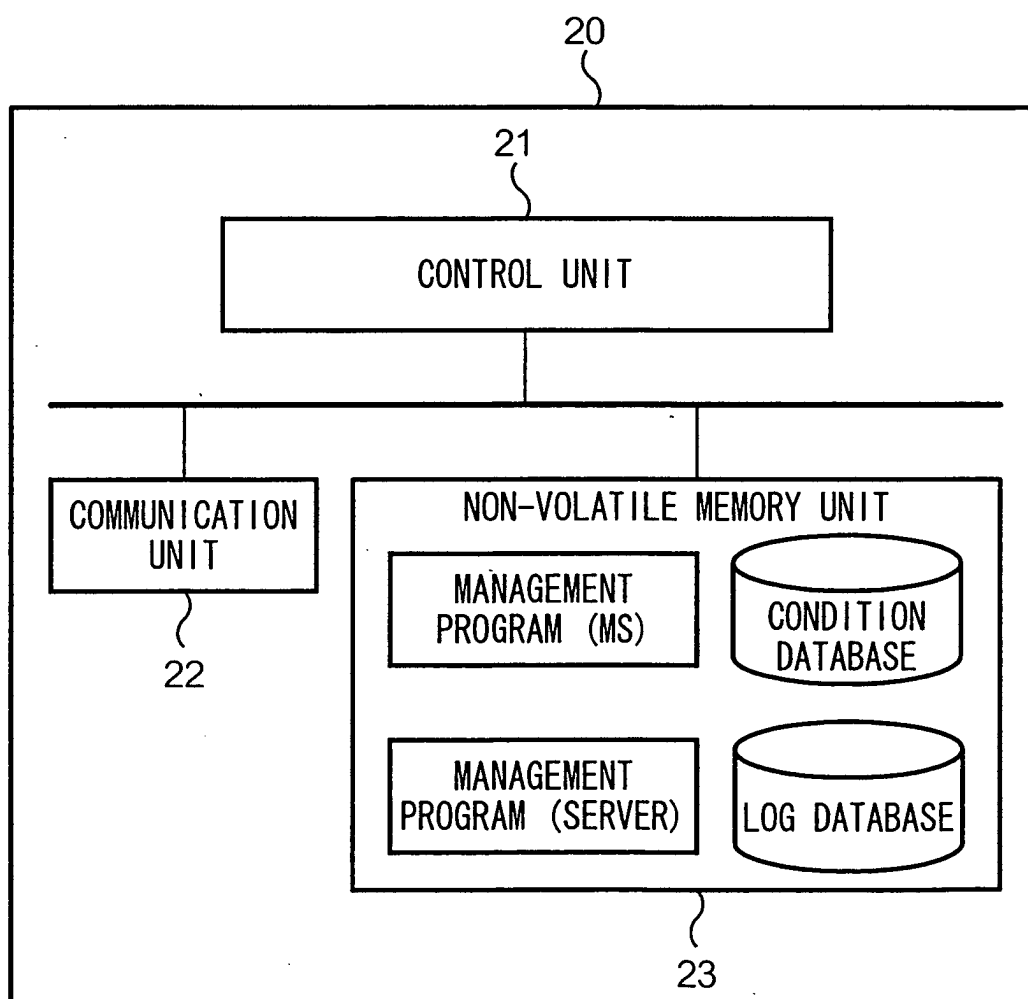 20
21
CONTROL UNIT
COMMUNICATION
UNIT
22
NON-VOLATILE MEMORY UNIT
MANAGEMENT
PROGRAM (MS)
CONDITION
DATABASE
MANAGEMENT
PROGRAM (SERVER)
LOG DATABASE
23